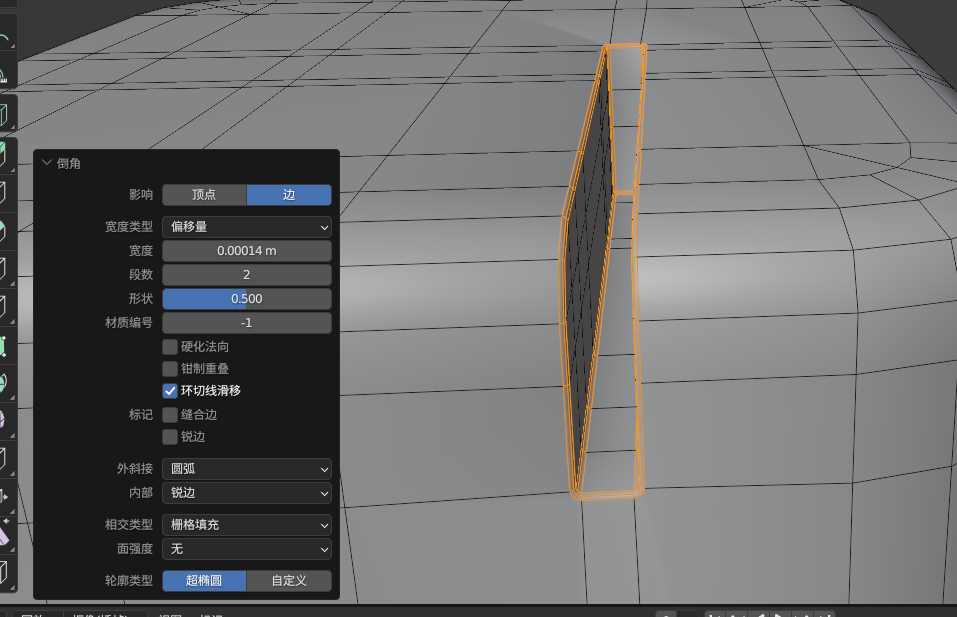 倒角
影响 顶点 边
宽度类型 偏移量
宽度 0.00014 m
段数 2
形状 0.500
材质编号 -1
硬化法向
钳制重叠
环切线滑移
标记 缝合边
锐边
外斜接 圆弧
内部 锐边
相交类型 栅格填充
面强度 无
轮廓类型 超椭圆 自定义